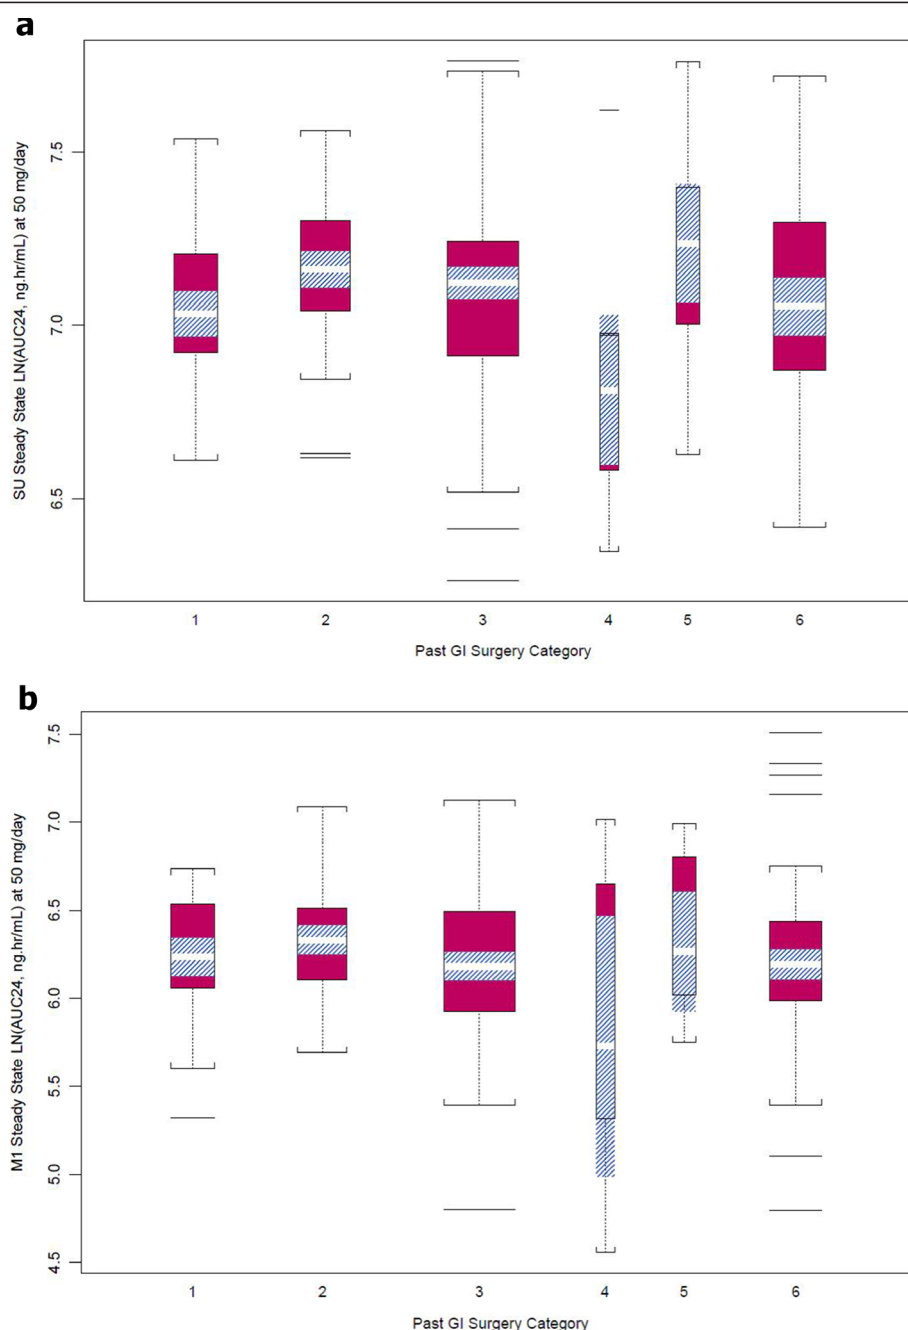 a
SU Steady State LN(AUC24, ng.hr/mL) at 50 mg/day
7.5
7.0
6.5
1 2 3 4 5 6
Past GI Surgery Category
b
M1 Steady State LN(AUC24, ng.hr/mL) at 50 mg/day
7.5
7.0
6.5
6.0
5.5
5.0
4.5
1 2 3 4 5 6
Past GI Surgery Category